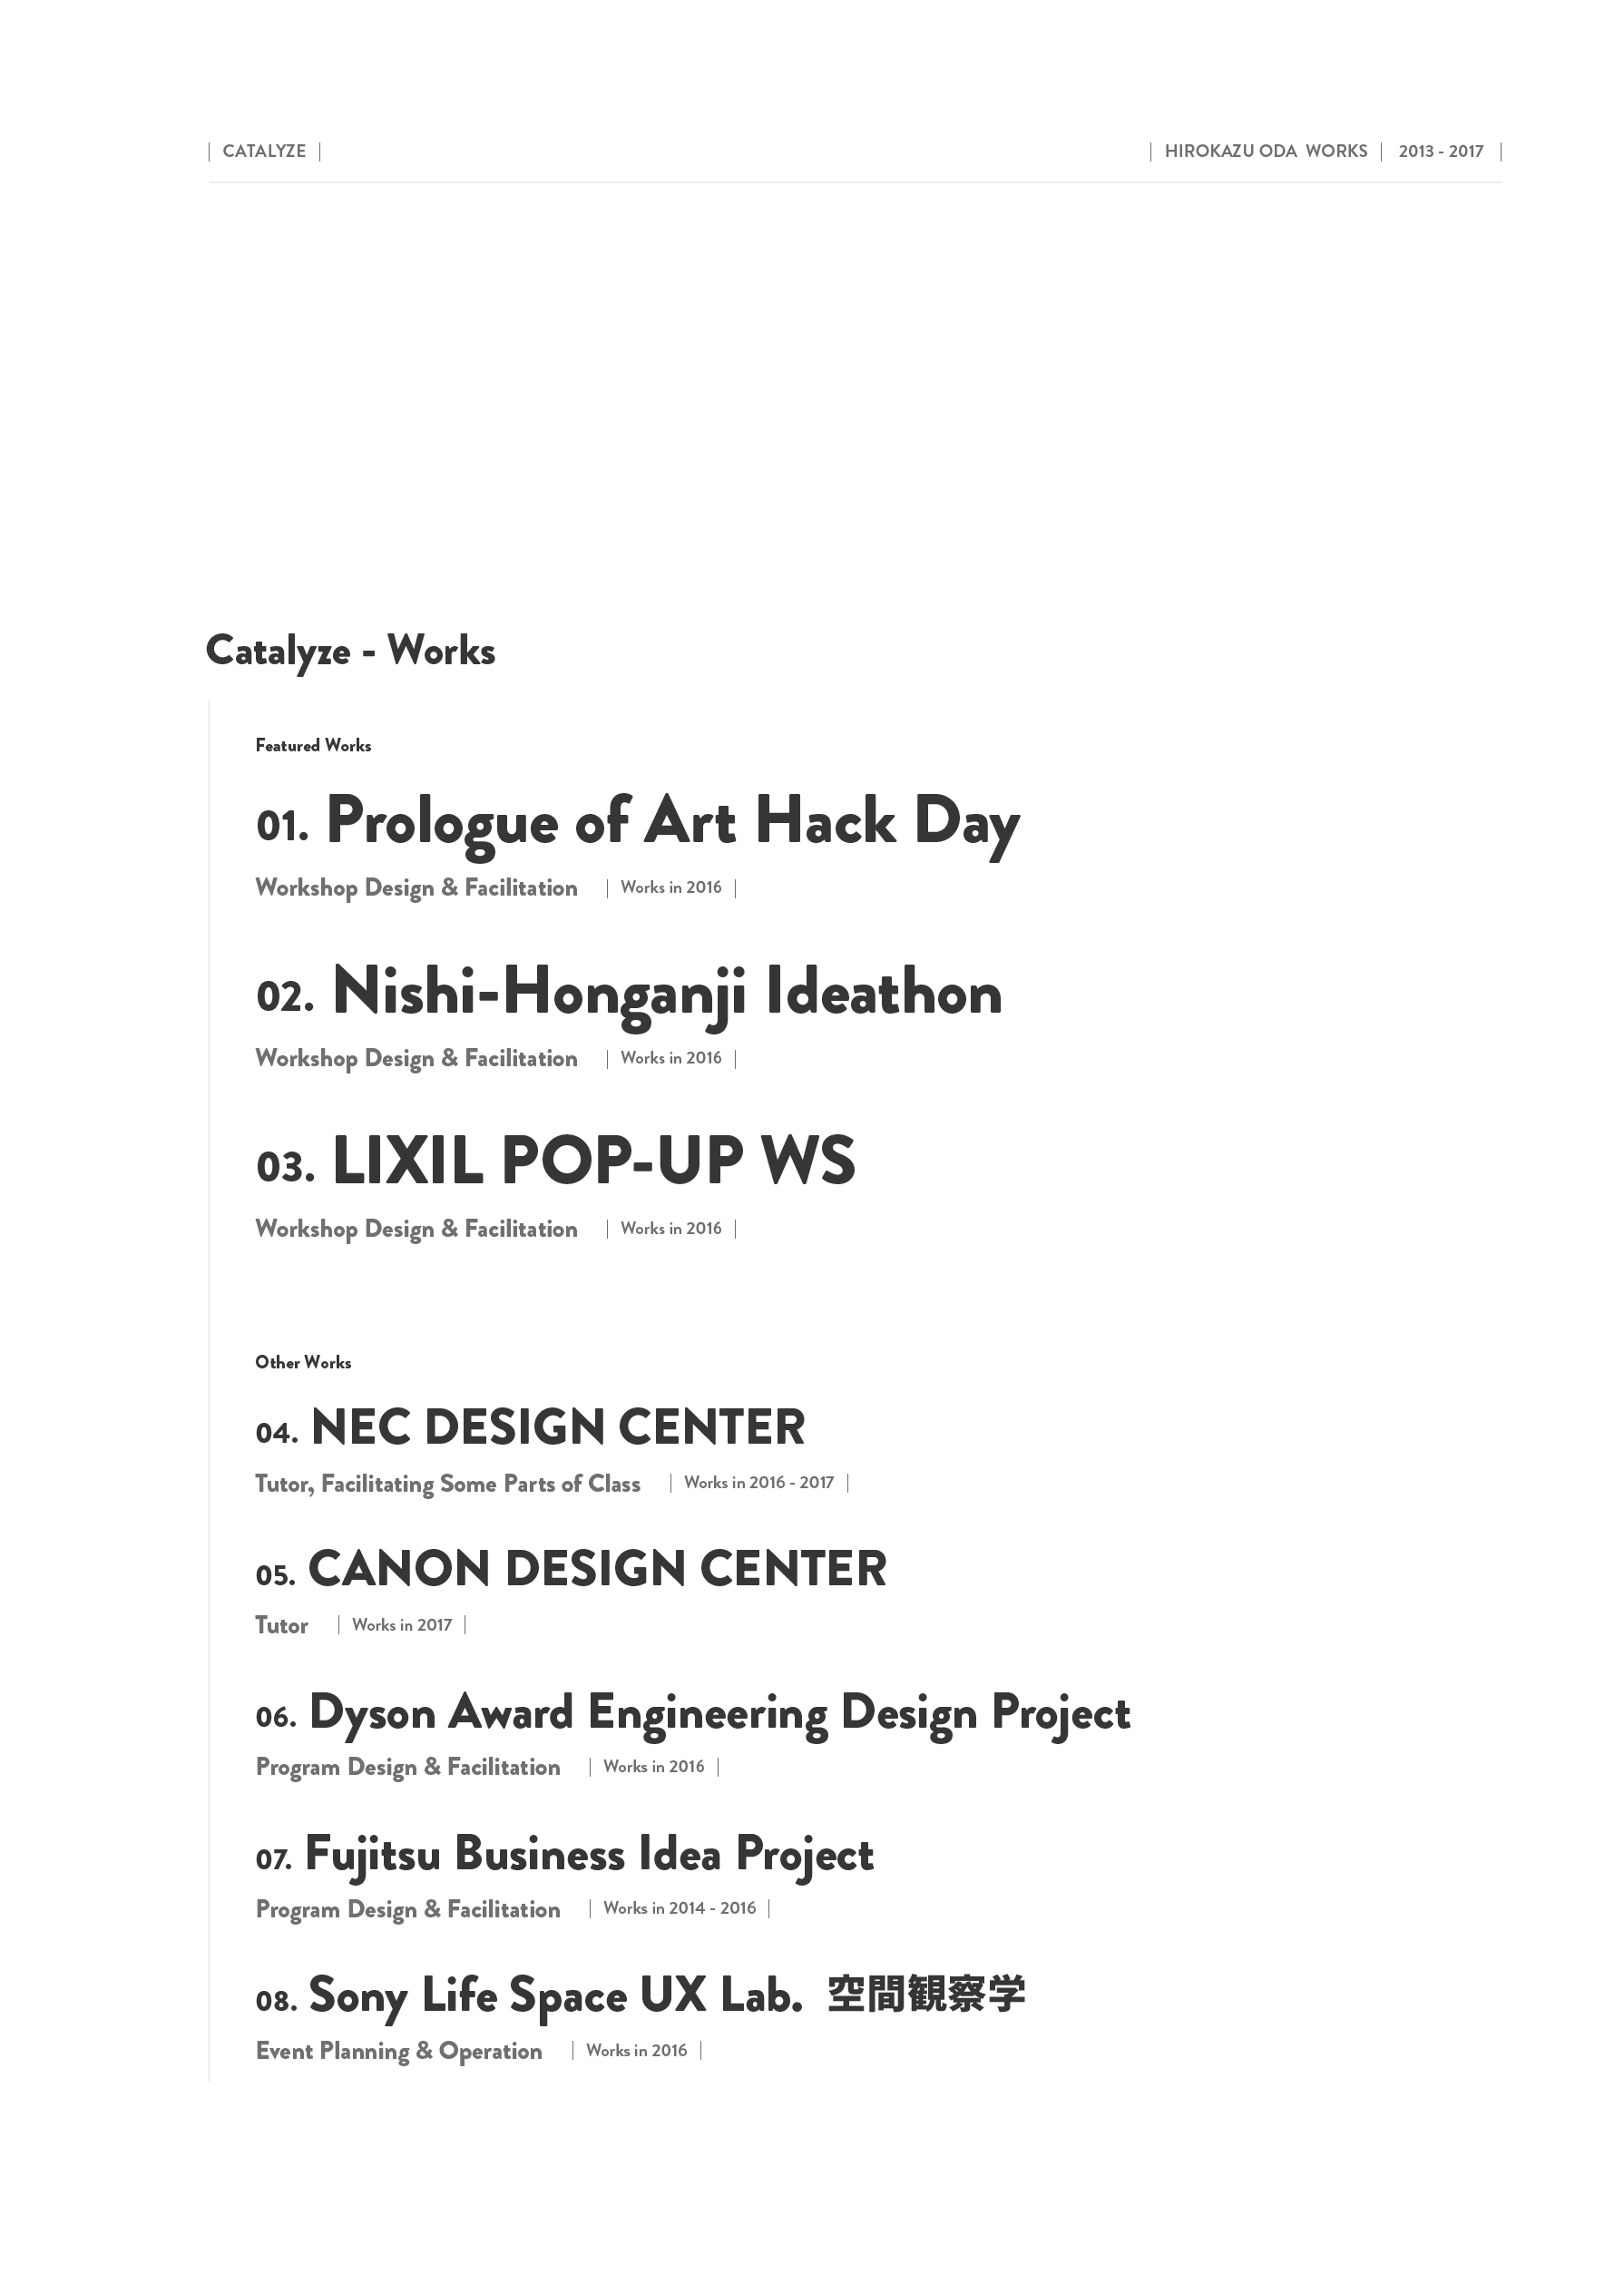 CATALYZE
HIROKAZU ODA WORKS | 2013 - 2017
Catalyze - Works
Featured Works
01. Prologue of Art Hack Day
Workshop Design & Facilitation | Works in 2016 |
02. Nishi-Honganji Ideathon
Workshop Design & Facilitation | Works in 2016 |
03. LIXIL POP-UP WS
Workshop Design & Facilitation | Works in 2016 |
Other Works
04. NEC DESIGN CENTER
Tutor, Facilitating Some Parts of Class | Works in 2016 - 2017 |
05. CANON DESIGN CENTER
Tutor | Works in 2017 |
06. Dyson Award Engineering Design Project
Program Design & Facilitation | Works in 2016 |
07. Fujitsu Business Idea Project
Program Design & Facilitation | Works in 2014 - 2016 |
08. Sony Life Space UX Lab. 空間観察学
Event Planning & Operation | Works in 2016 |